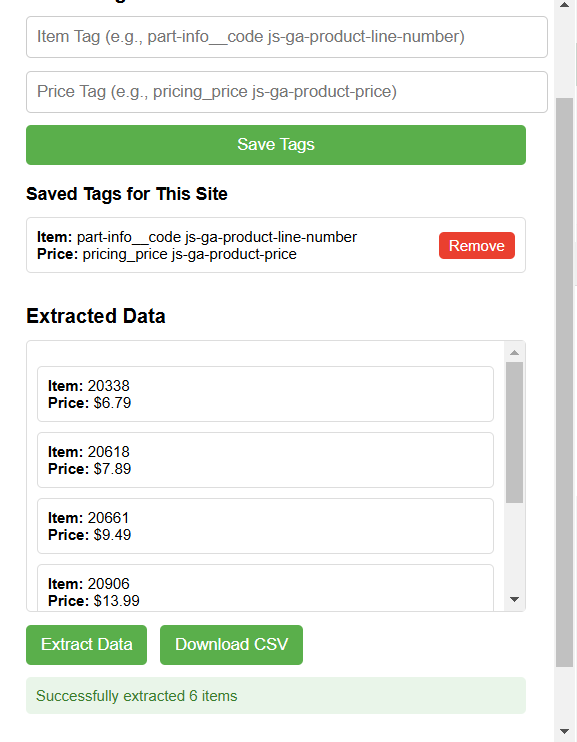 Item Tag (e.g., part-info__code js-ga-product-line-number)
Price Tag (e.g., pricing_price js-ga-product-price)
Save Tags
Saved Tags for This Site
Item: part-info__code js-ga-product-line-number
Price: pricing_price js-ga-product-price
Remove
Extracted Data
Item: 20338
Price: $6.79
Item: 20618
Price: $7.89
Item: 20661
Price: $9.49
Item: 20906
Price: $13.99
Extract Data
Download CSV
Successfully extracted 6 items